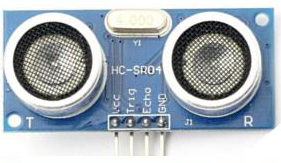 4.000
Y1
HC-SR04
Vcc
Trig
Echo
GND
T
J1
R